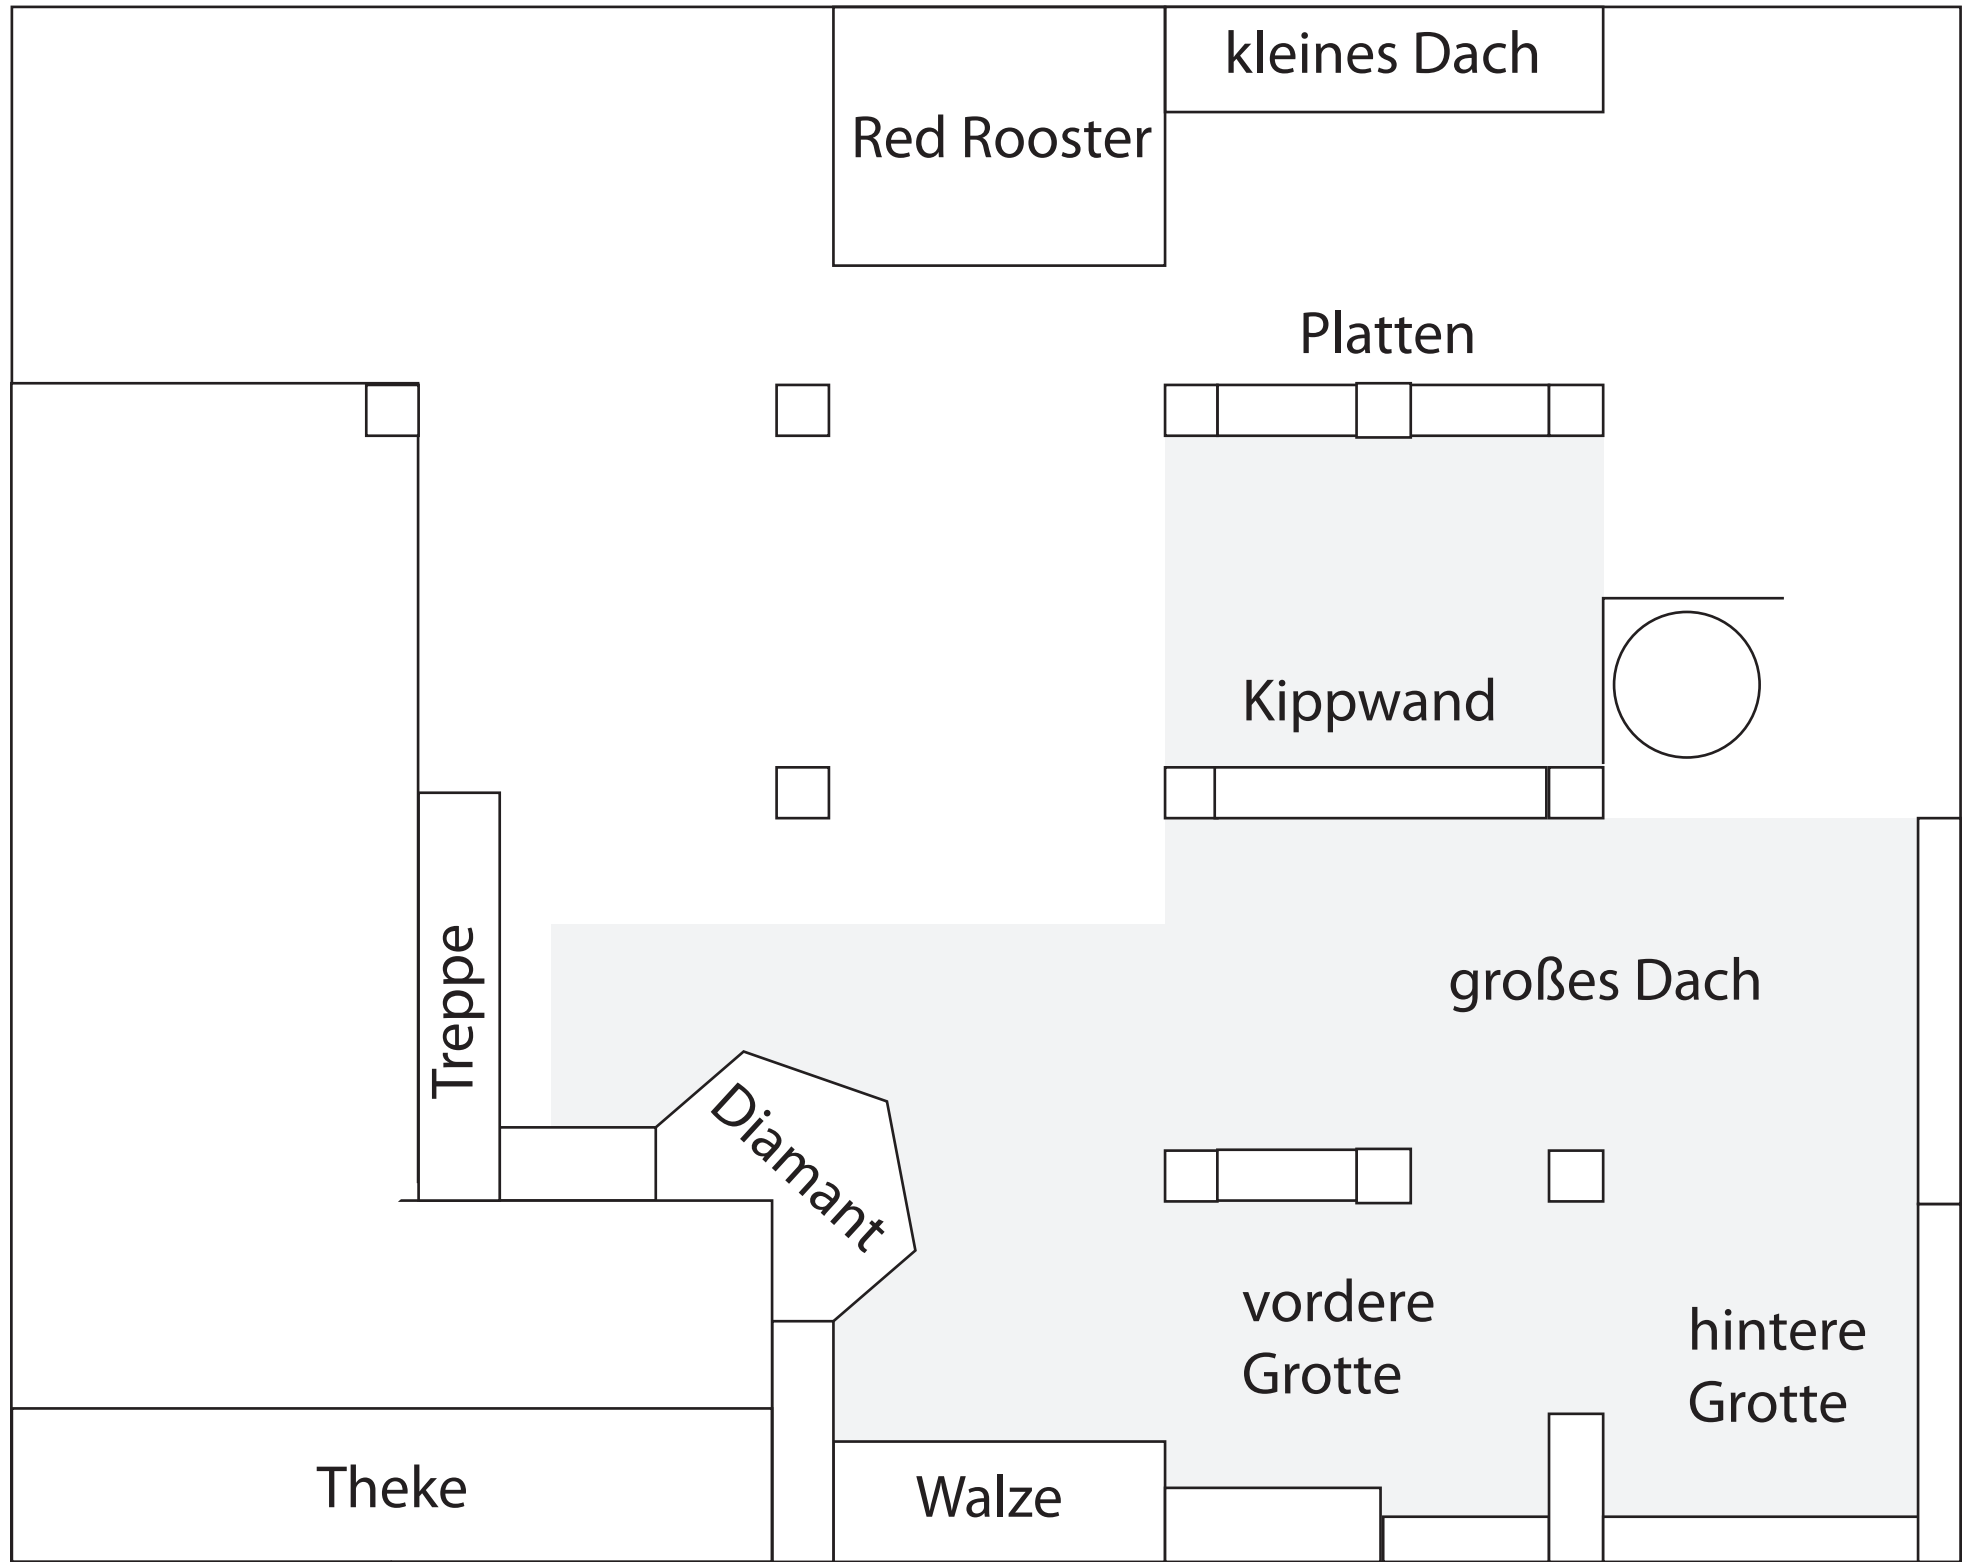 kleines Dach
Red Rooster
Platten
Kippwand
Treppe
großes Dach
Diamant
vordere
Grotte
hintere
Grotte
Theke
Walze